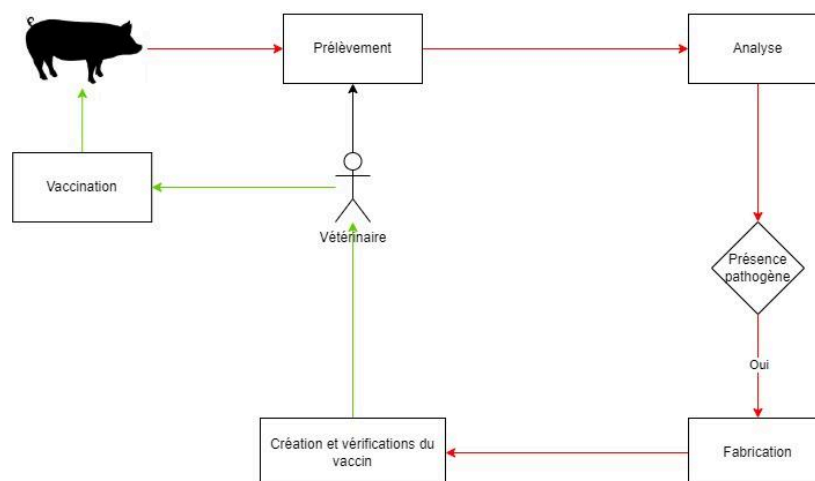 Prélèvement
Analyse
Vaccination
Vétérinaire
Présence
pathogène
Oui
Création et vérifications du
vaccin
Fabrication